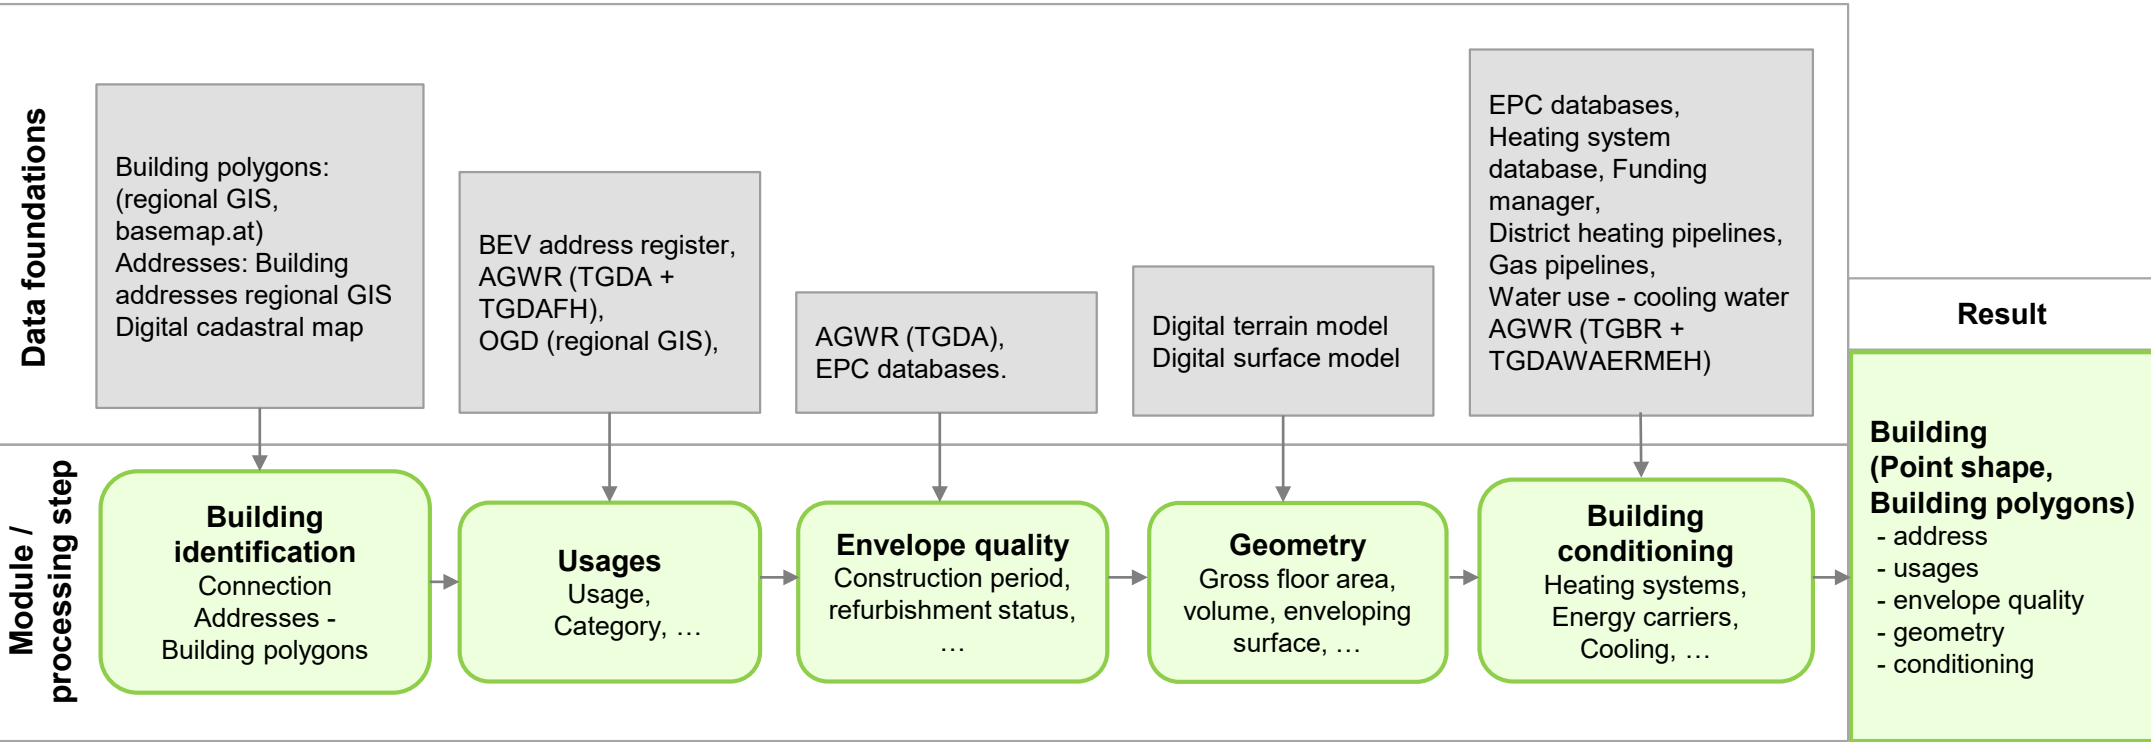 Data foundations
Building polygons:
(regional GIS,
basemap.at)
Addresses: Building
addresses regional GIS
Digital cadastral map
BEV address register,
AGWR (TGDA +
TGDAFH),
OGD (regional GIS),
AGWR (TGDA),
EPC databases.
Digital terrain model
Digital surface model
EPC databases,
Heating system
database, Funding
manager,
District heating pipelines,
Gas pipelines,
Water use - cooling water
AGWR (TGBR +
TGDAWAERMEH)
Module /
processing step
Building
identification
Connection
Addresses -
Building polygons
Usages
Usage,
Category, …
Envelope quality
Construction period,
refurbishment status,
…
Geometry
Gross floor area,
volume, enveloping
surface, …
Building
conditioning
Heating systems,
Energy carriers,
Cooling, …
Result
Building
(Point shape,
Building polygons)
- address
- usages
- envelope quality
- geometry
- conditioning